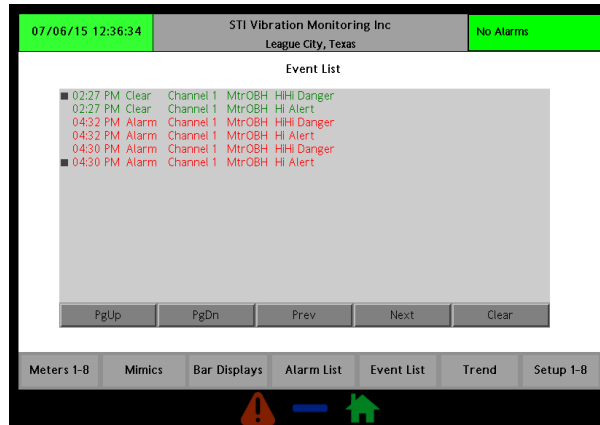 07/06/15 12:36:34
STI Vibration Monitoring Inc
League City, Texas
No Alarms
Event List
02:27 PM Clear Channel 1 MtrOBH HiHi Danger
02:27 PM Clear Channel 1 MtrOBH Hi Alert
04:32 PM Alarm Channel 1 MtrOBH HiHi Danger
04:32 PM Alarm Channel 1 MtrOBH Hi Alert
04:30 PM Alarm Channel 1 MtrOBH HiHi Danger
04:30 PM Alarm Channel 1 MtrOBH Hi Alert
PgUp PgDn Prev Next Clear
Meters 1-8 Mimics Bar Displays Alarm List Event List Trend Setup 1-8